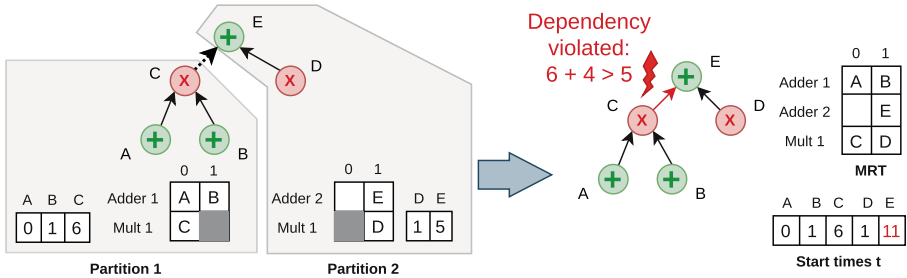 E
C
X
X
D
A
B
0 1
A B C
Adder 1 A B
Mult 1 C
0 1 6
Partition 1
0 1
Adder 2 E
Mult 1 D
D E
1 5
Partition 2
Dependency
violated:
6 + 4 > 5
E
C
X
X
D
A
B
0 1
Adder 1 A B
Adder 2 E
Mult 1 C D
MRT
A B C D E
0 1 6 1 11
Start times t